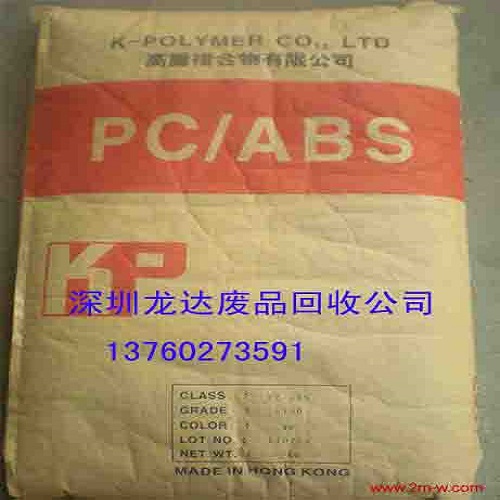 K-POLYMER CO., LTD
高層複合物有限公司
PC/ABS
KP
深圳龙达废品回收公司
13760273591
CLASS :
GRADE :
COLOR :
LOT NO :
NET WT. :
MADE IN HONG KONG
www.2m-w.com